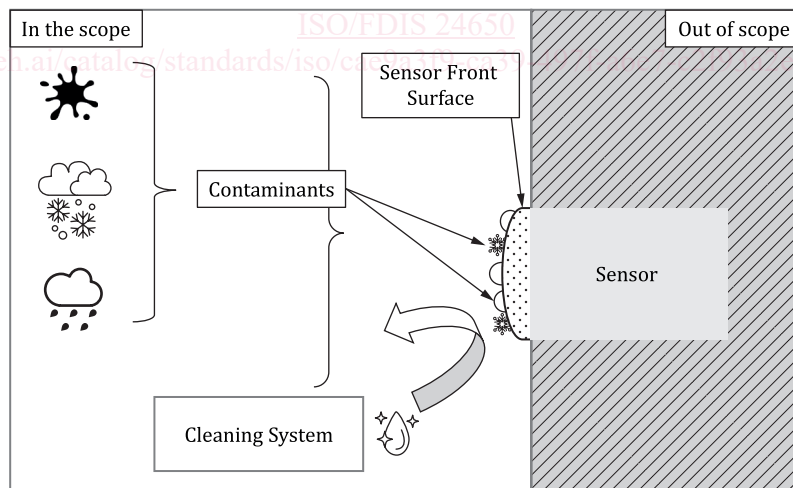 ISO/FDIS 24650
In the scope
Out of scope
Sensor Front
Surface
Contaminants
Sensor
Cleaning System